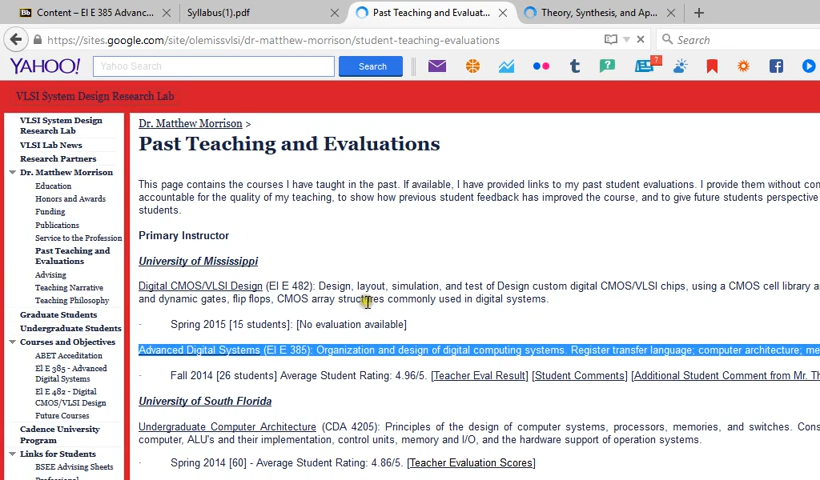 Content – El E 385 Advanc...
Syllabus(1).pdf
Past Teaching and Evaluat...
Theory, Synthesis, and Ap...
https://sites.google.com/site/olemissvlsi/dr-matthew-morrison/student-teaching-evaluations
Search
YAHOO!
Yahoo Search
Search
7
VLSI System Design Research Lab
VLSI System Design
Research Lab
VLSI Lab News
Research Partners
Dr. Matthew Morrison
Education
Honors and Awards
Funding
Publications
Service to the Profession
Past Teaching and
Evaluations
Advising
Teaching Narrative
Teaching Philosophy
Graduate Students
Undergraduate Students
Courses and Objectives
ABET Accediation
El E 385 - Advanced
Digital Systems
El E 482 - Digital
CMOS/VLSI Design
Future Courses
Cadence University
Program
Links for Students
BSEE Advising Sheets
Professional
Dr. Matthew Morrison >
Past Teaching and Evaluations
This page contains the courses I have taught in the past. If available, I have provided links to my past student evaluations. I provide them without con
accountable for the quality of my teaching, to show how previous student feedback has improved the course, and to give future students perspective
students.
Primary Instructor
University of Mississippi
Digital CMOS/VLSI Design (El E 482): Design, layout, simulation, and test of Design custom digital CMOS/VLSI chips, using a CMOS cell library a
and dynamic gates, flip flops, CMOS array structures commonly used in digital systems.
· Spring 2015 [15 students]: [No evaluation available]
Advanced Digital Systems (El E 385): Organization and design of digital computing systems. Register transfer language; computer architecture; me
· Fall 2014 [26 students] Average Student Rating: 4.96/5. [Teacher Eval Result] [Student Comments] [Additional Student Comment from Mr. Th
University of South Florida
Undergraduate Computer Architecture (CDA 4205): Principles of the design of computer systems, processors, memories, and switches. Cons
computer, ALU's and their implementation, control units, memory and I/O, and the hardware support of operation systems.
· Spring 2014 [60] - Average Student Rating: 4.86/5. [Teacher Evaluation Scores]